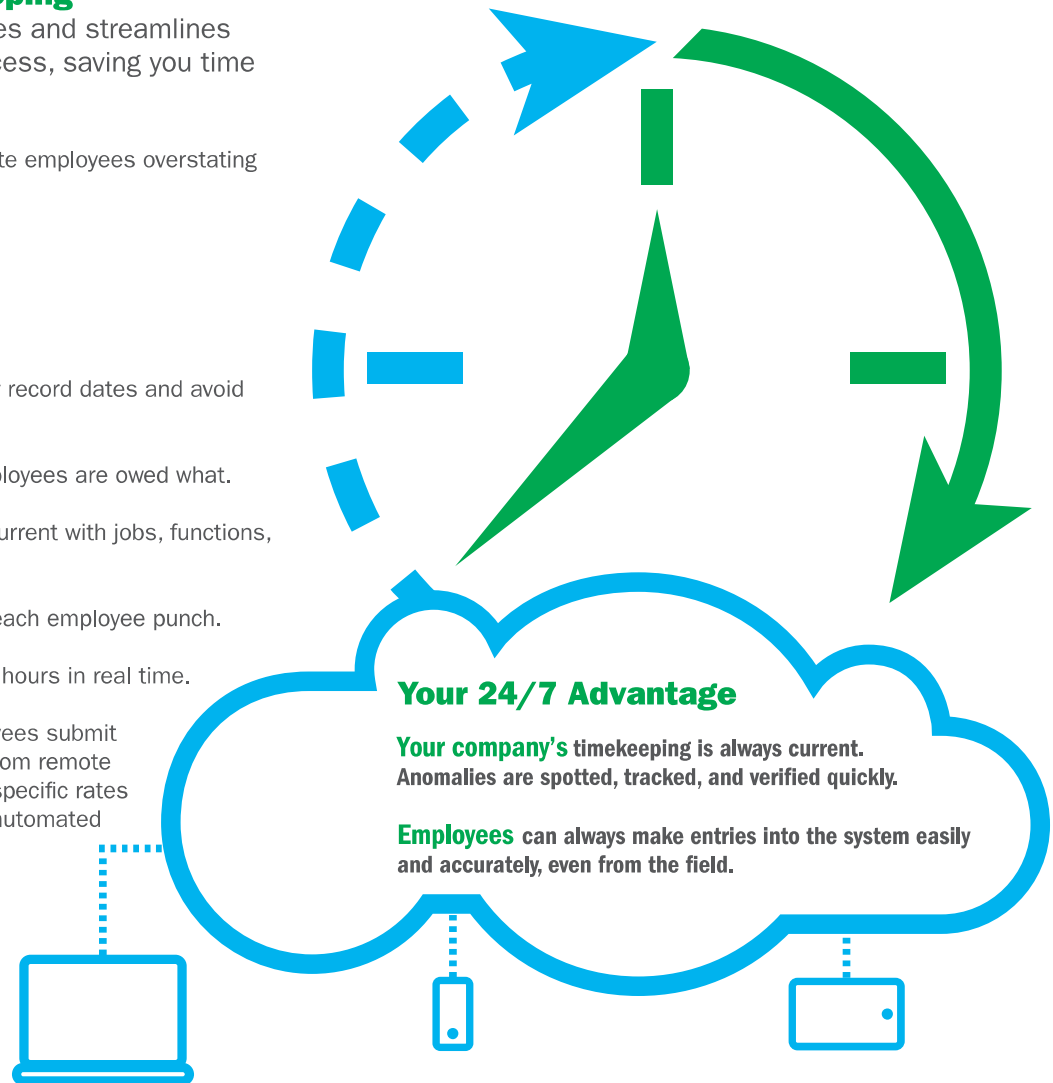 es and streamlines
cess, saving you time
te employees overstating
record dates and avoid
ployees are owed what.
urrent with jobs, functions,
each employee punch.
hours in real time.
ees submit
om remote
specific rates
automated
Your 24/7 Advantage
Your company's timekeeping is always current.
Anomalies are spotted, tracked, and verified quickly.
Employees can always make entries into the system easily
and accurately, even from the field.